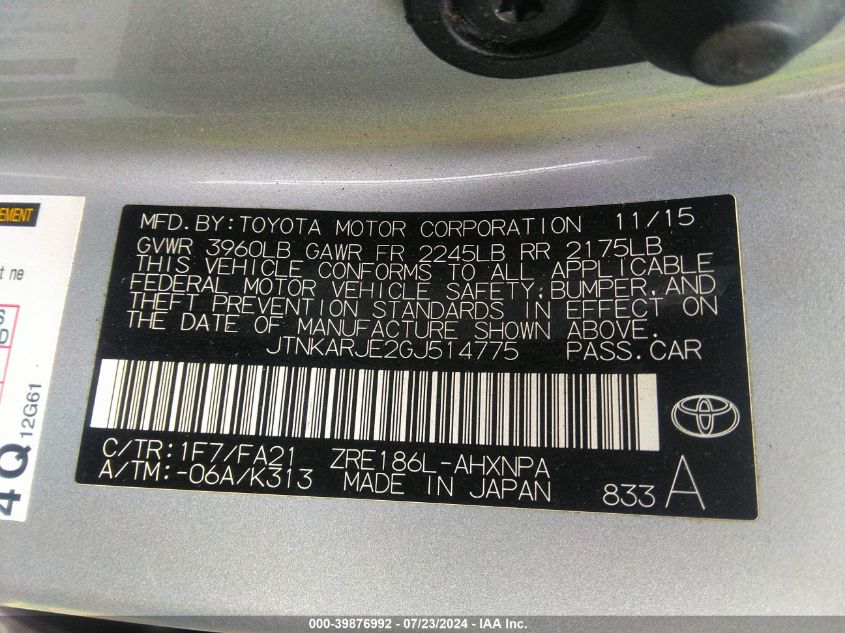 EMENT
t ne
6
D
4Q
12G61
MFD.BY:TOYOTA MOTOR CORPORATION 11/15
GVWR 3960LB GAWR FR 2245LB RR 2175LB
THIS VEHICLE CONFORMS TO ALL APPLICABLE
FEDERAL MOTOR VEHICLE SAFETY,BUMPER,AND
THEFT PREVENTION STANDARDS IN EFFECT ON
THE DATE OF MANUFACTURE SHOWN ABOVE.
JTNKARJE2GJ514775 PASS.CAR
C/TR:1F7/FA21 ZRE186L-AHXNPA
A/TM:-06A/K313 MADE IN JAPAN 833 A
000-39876992 - 07/23/2024 - IAA Inc.